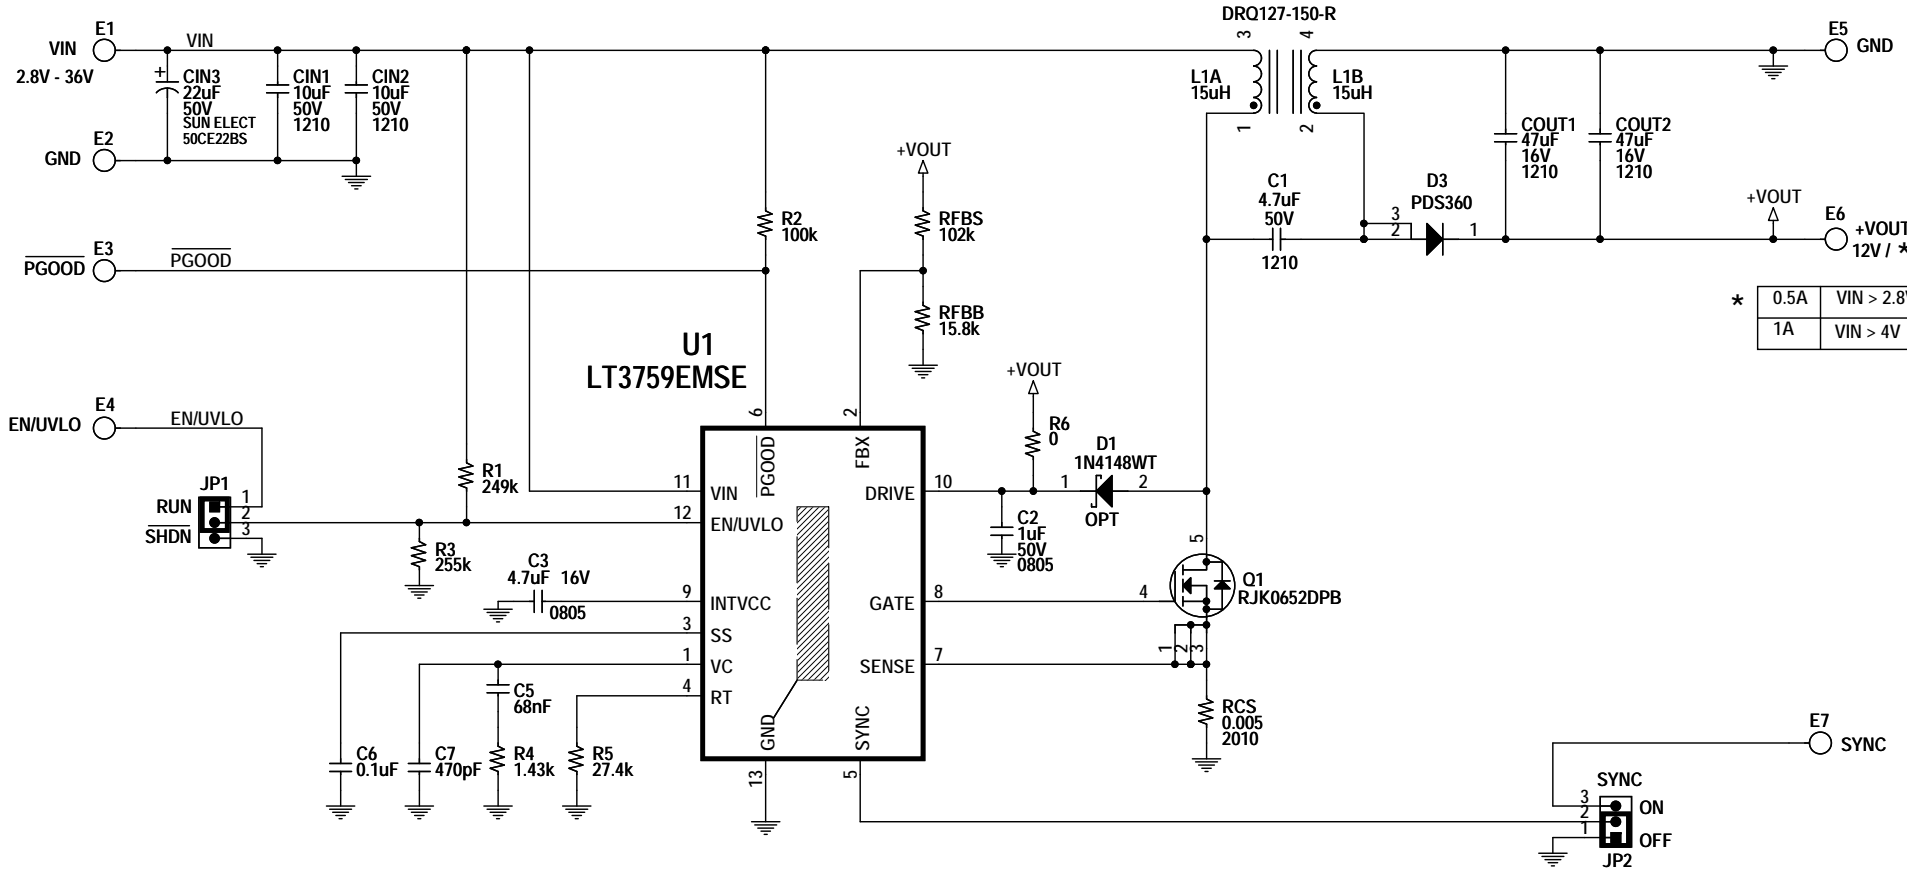 DRQ127-150-R
3
4
E1
VIN
VIN
2.8V - 36V
+
CIN3
22uF
50V
SUN ELECT
50CE22BS
CIN1
10uF
50V
1210
CIN2
10uF
50V
1210
L1A
15uH
L1B
15uH
1
2
E5
GND
COUT1
47uF
16V
1210
COUT2
47uF
16V
1210
E2
GND
+VOUT
RFBS
102k
R2
100k
C1
4.7uF
50V
1210
D3
PDS360
3
2
1
+VOUT
E6
+VOUT
12V / *
E3
PGOOD
PGOOD
RFBB
15.8k
* 0.5A VIN > 2.8V
1A VIN > 4V
U1
LT3759EMSE
+VOUT
R6
0
D1
1N4148WT
1
2
OPT
E4
EN/UVLO
EN/UVLO
JP1
RUN
SHDN
1
2
3
R1
249k
R3
255k
6
PGOOD
2
FBX
11
VIN
12
EN/UVLO
10
DRIVE
C2
1uF
50V
0805
C3
4.7uF 16V
0805
9
INTVCC
3
SS
1
VC
4
RT
8
GATE
7
SENSE
5
4
Q1
RJK0652DPB
1
2
3
C5
68nF
C6
0.1uF
C7
470pF
R4
1.43k
R5
27.4k
GND
13
SYNC
5
RCS
0.005
2010
E7
SYNC
SYNC
3
2
1
ON
OFF
JP2